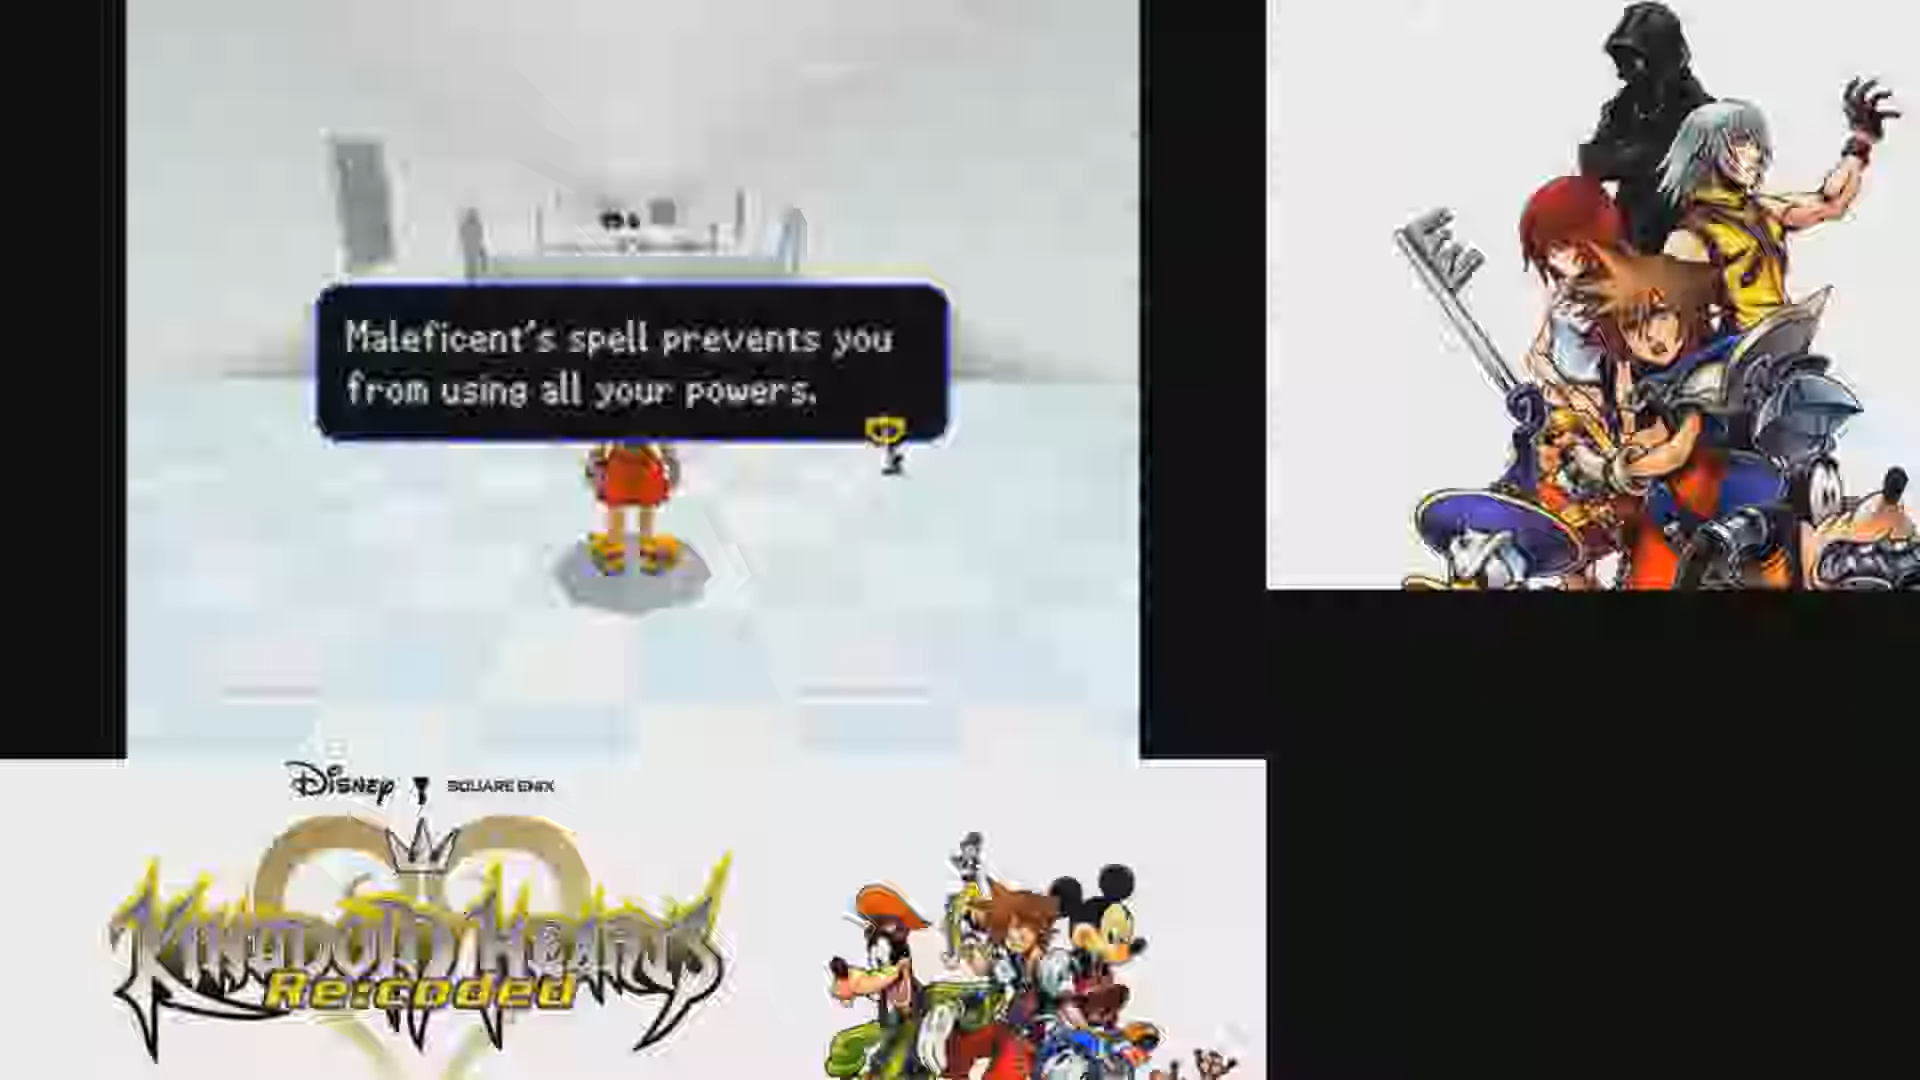 Maleficent's spell prevents you
from using all your powers.
Disney SQUARE ENIX
KINGDOM HEARTS
Re:coded